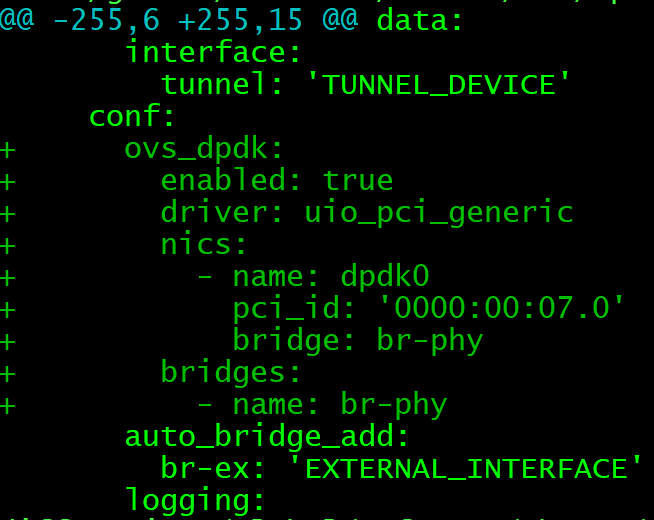 @@ -255,6 +255,15 @@ data:
interface:
tunnel: 'TUNNEL_DEVICE'
conf:
+ ovs_dpdk:
+ enabled: true
+ driver: uio_pci_generic
+ nics:
+ - name: dpdk0
+ pci_id: '0000:00:07.0'
+ bridge: br-phy
+ bridges:
+ - name: br-phy
auto_bridge_add:
br-ex: 'EXTERNAL_INTERFACE'
logging: